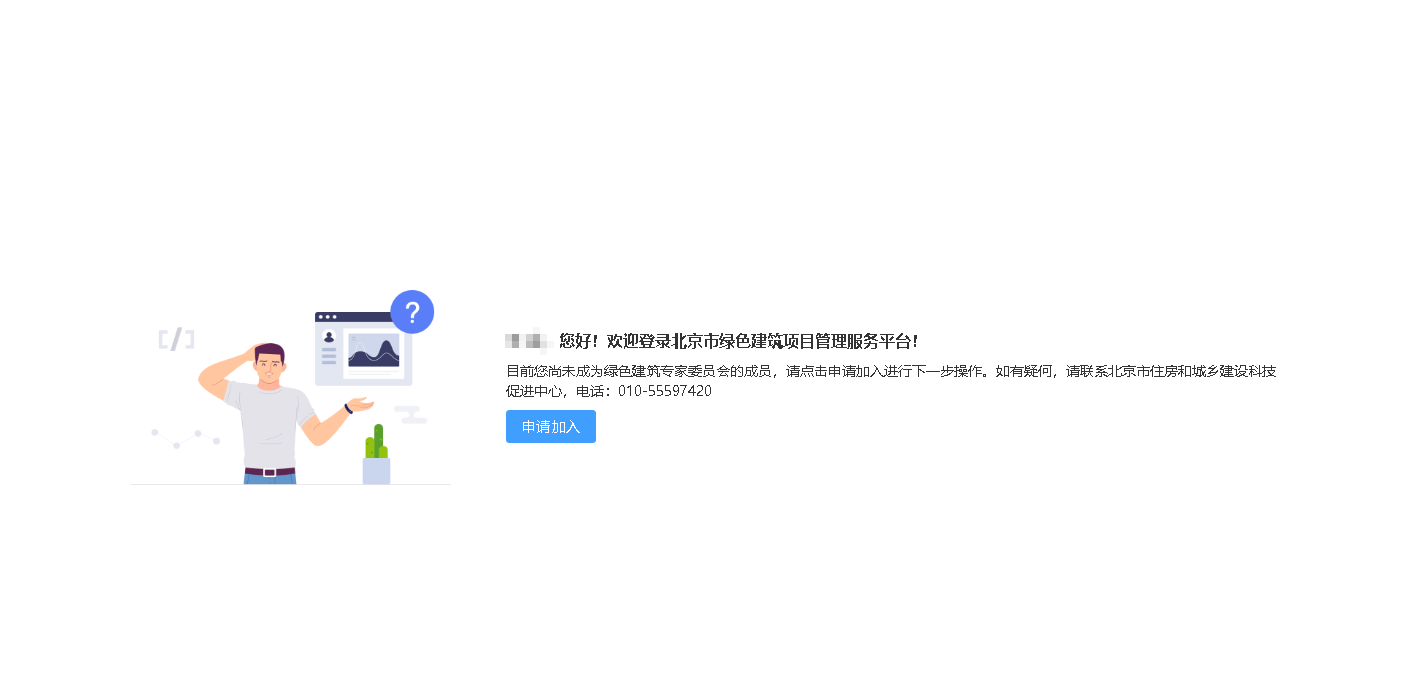 ?
您好！欢迎登录北京市绿色建筑项目管理服务平台！
目前您尚未成为绿色建筑专家委员会的成员，请点击申请加入进行下一步操作。如有疑问，请联系北京市住房和城乡建设科技
促进中心，电话：010-55597420
申请加入